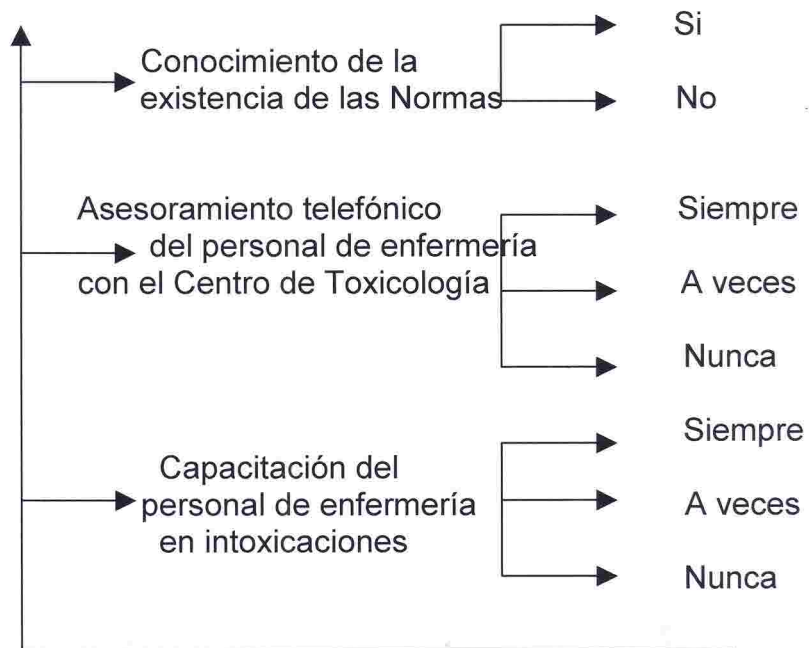 Conocimiento de la
existencia de las Normas
Si
No
Asesoramiento telefónico
del personal de enfermería
con el Centro de Toxicología
Siempre
A veces
Nunca
Capacitación del
personal de enfermería
en intoxicaciones
Siempre
A veces
Nunca